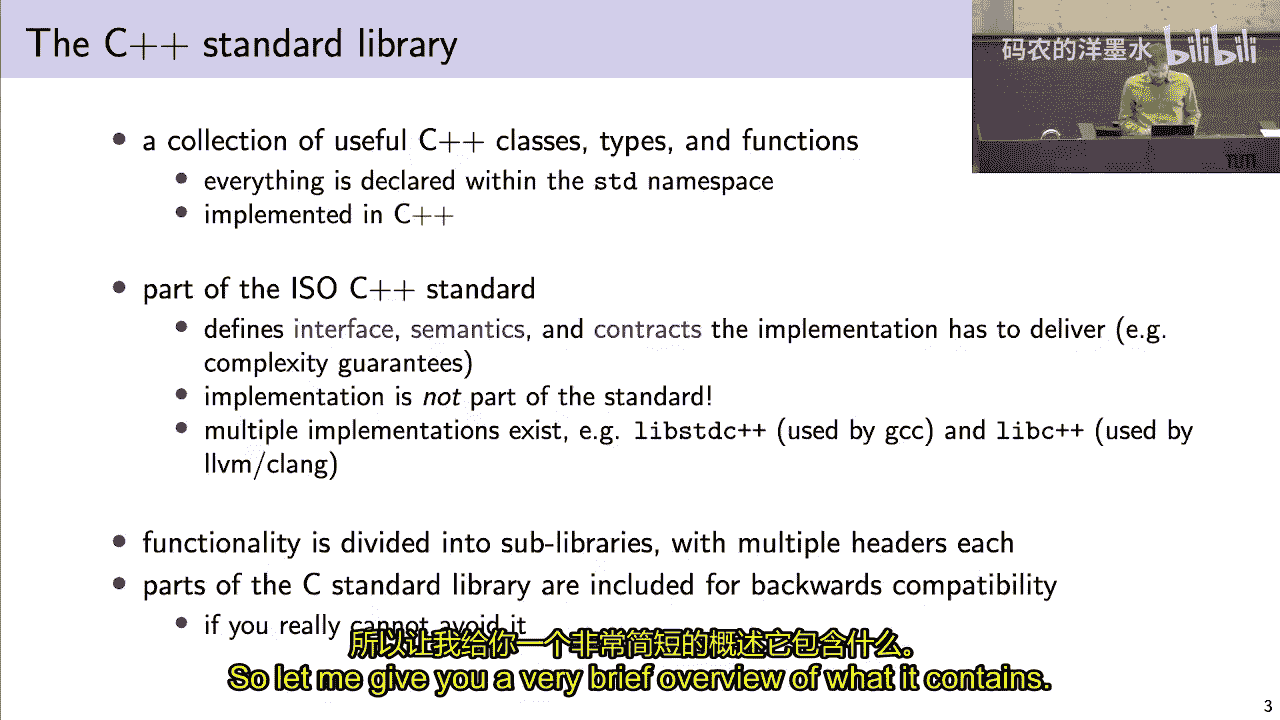 The C++ standard library
码农的洋墨水 bilibili
• a collection of useful C++ classes, types, and functions
• everything is declared within the std namespace
• implemented in C++
• part of the ISO C++ standard
• defines interface, semantics, and contracts the implementation has to deliver (e.g.
complexity guarantees)
• implementation is not part of the standard!
• multiple implementations exist, e.g. libstdc++ (used by gcc) and libc++ (used by
llvm/clang)
• functionality is divided into sub-libraries, with multiple headers each
• parts of the C standard library are included for backwards compatibility
• if you really cannot avoid it
所以让我给你一个非常简短的概述它包含什么。
So let me give you a very brief overview of what it contains.
3